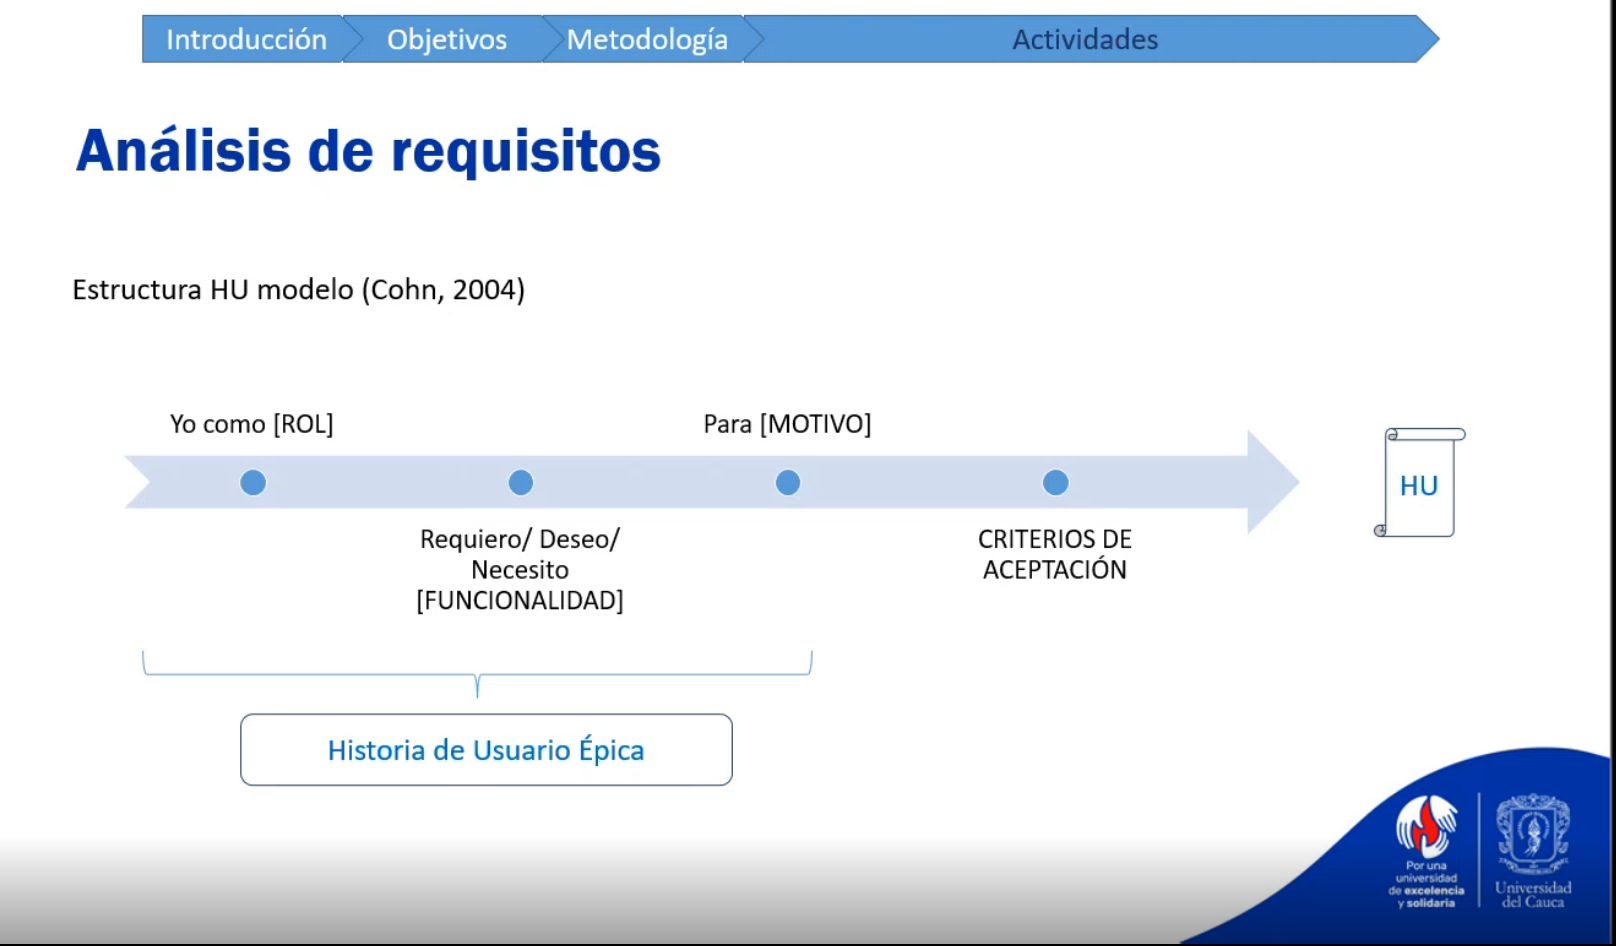 Introducción
Objetivos
Metodología
Actividades
Análisis de requisitos
Estructura HU modelo (Cohn, 2004)
Yo como [ROL]
Para [MOTIVO]
Requiero/ Deseo/
Necesito
[FUNCIONALIDAD]
CRITERIOS DE
ACEPTACIÓN
HU
Historia de Usuario Épica
Por una
universidad
de excelencia
y solidaria
Universidad
del Cauca